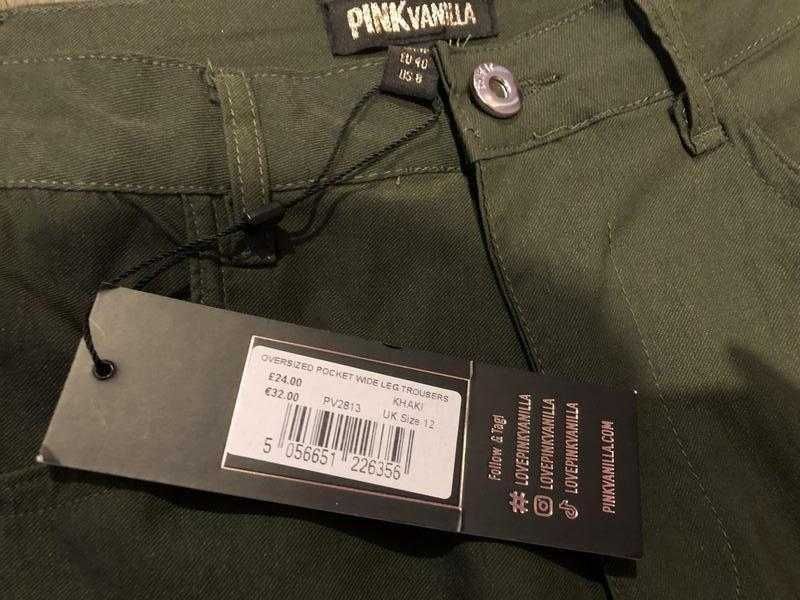 PINK VANILLA
EU 40
US 8
OVERSIZED POCKET WIDE LEG TROUSERS
£24.00
KHAKI
€32.00
PV2813
UK Size 12
5 056651 226356
Follow & Tag!
# LOVEPINKVANILLA
LOVEPINKVANILLA
LOVEPINKVANILLA
PINKVANILLA.COM